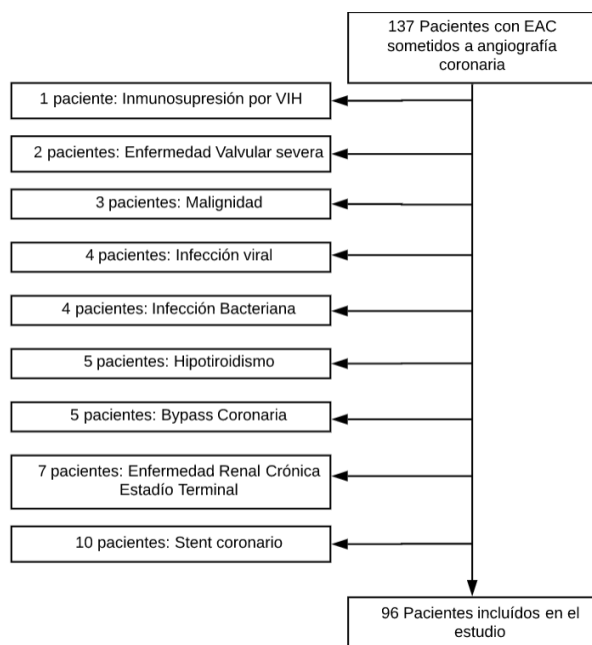 137 Pacientes con EAC
sometidos a angiografía
coronaria
1 paciente: Inmunosupresión por VIH
2 pacientes: Enfermedad Valvular severa
3 pacientes: Malignidad
4 pacientes: Infección viral
4 pacientes: Infección Bacteriana
5 pacientes: Hipotiroidismo
5 pacientes: Bypass Coronaria
7 pacientes: Enfermedad Renal Crónica
Estadío Terminal
10 pacientes: Stent coronario
96 Pacientes incluídos en el
estudio